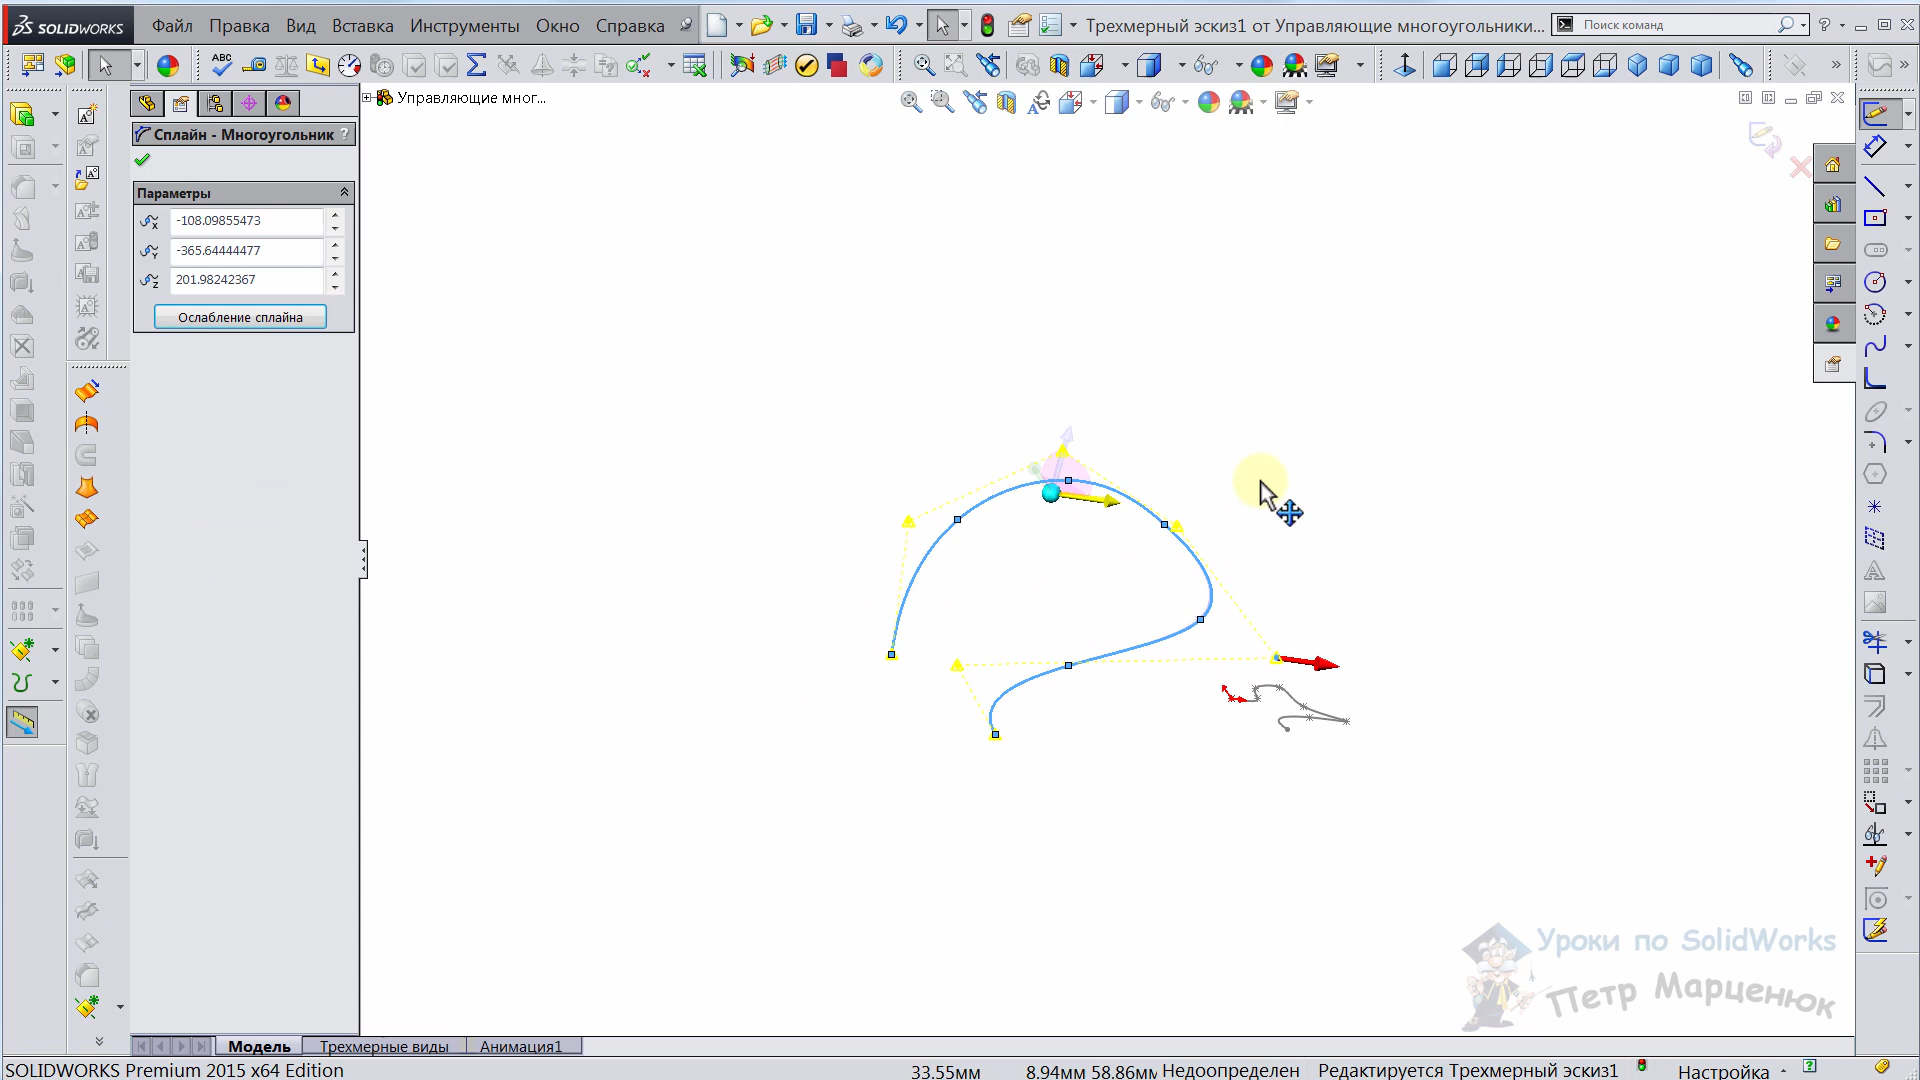 SOLIDWORKS Файл Правка Вид Вставка Инструменты Окно Справка
Трехмерный эскиз1 от Управляющие многоугольники...
Поиск команд
ABC
Управляющие мног...
Сплайн - Многоугольник ?
Параметры
X -108.09855473
Y -365.64444477
Z 201.98242367
Ослабление сплайна
Уроки по SolidWorks
Петр Марценюк
Модель Трехмерные виды Анимация1
SOLIDWORKS Premium 2015 x64 Edition
33.55мм 8.94мм 58.86мм Недоопределен Редактируется Трехмерный эскиз1 Настройка